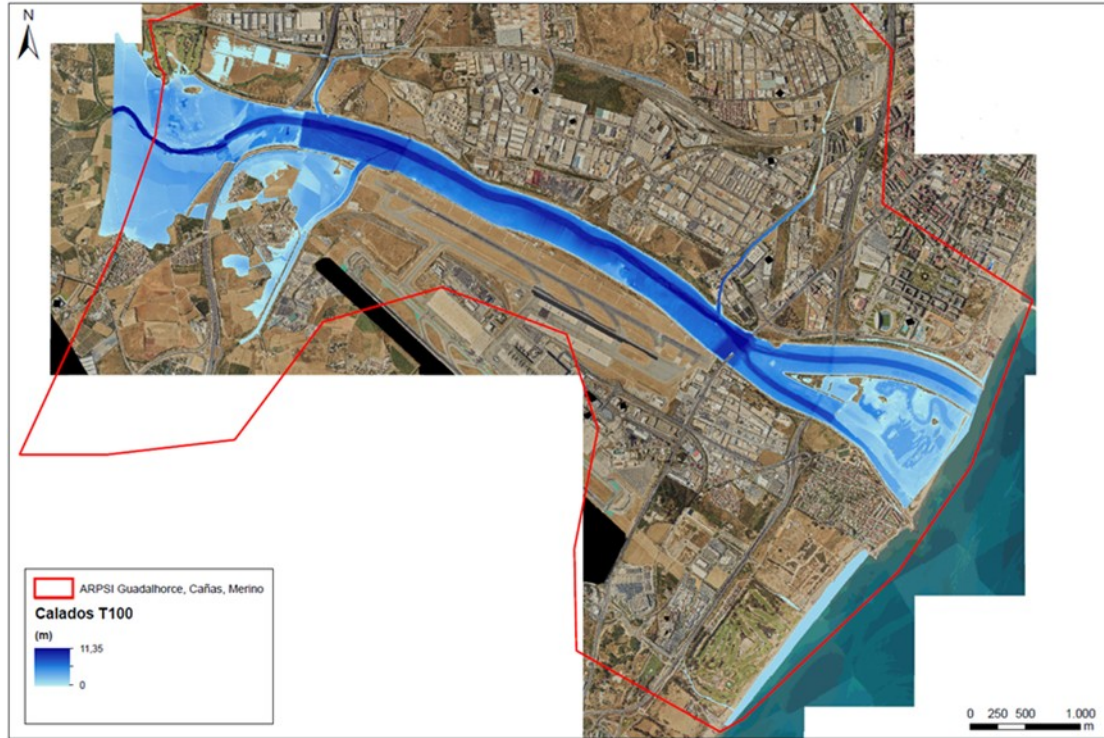 N
ARPSI Guadalhorce, Cañas, Merino
Calados T100
(m)
11,35
0
0 250 500 1.000
m